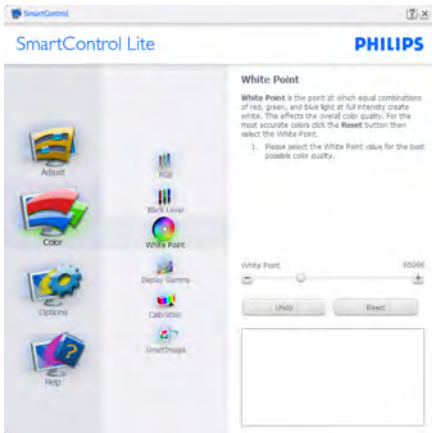 SmartControl
SmartControl Lite
PHILIPS
Adjust
Color
Options
Help
RGB
Black Level
White Point
Display Gamma
Calibration
SmartImage
White Point
White Point is the point at which equal combinations
of red, green, and blue light at full intensity create
white. This effects the overall color quality. For the
most accurate colors click the Reset button then
select the White Point.
1. Please select the White Point value for the best
possible color quality.
White Point 6506K
Undo Reset